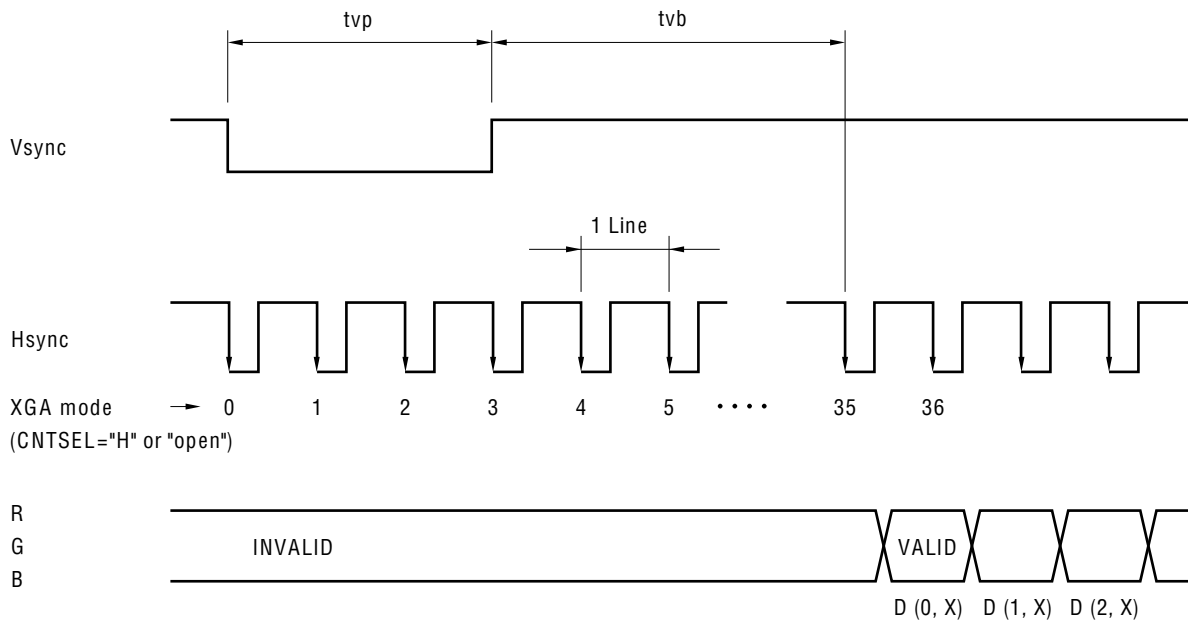 tvp tvb
Vsync
1 Line
Hsync
XGA mode 0 1 2 3 4 5 ···· 35 36
(CNTSEL="H" or "open")
R
G INVALID VALID
B
D (0, X) D (1, X) D (2, X)